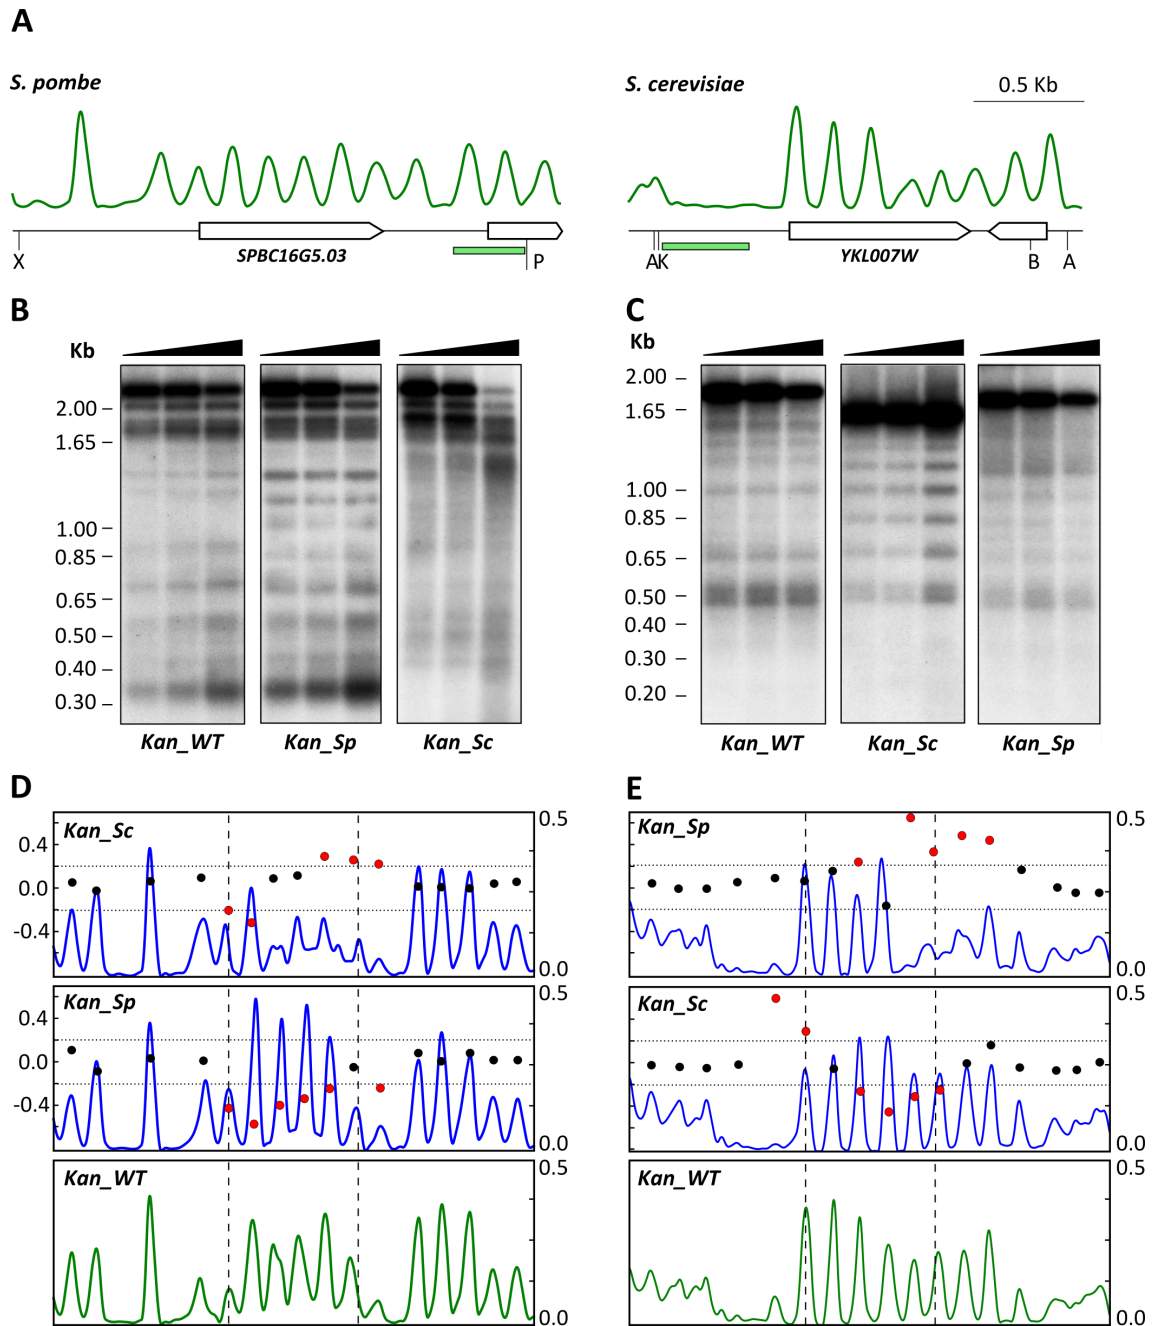 A
S. pombe
S. cerevisiae
0.5 Kb
X
SPBC16G5.03
P
AK
YKL007W
B
A
B
Kb
2.00
1.65
1.00
0.85
0.65
0.50
0.40
0.30
Kan_WT
Kan_Sp
Kan_Sc
C
Kb
2.00
1.65
1.00
0.85
0.65
0.50
0.40
0.30
0.20
Kan_WT
Kan_Sc
Kan_Sp
D
Kan_Sc
0.5
0.4
0.0
-0.4
0.0
Kan_Sp
0.5
0.4
0.0
-0.4
0.0
Kan_WT
0.5
0.0
E
Kan_Sp
0.5
0.0
Kan_Sc
0.5
0.0
Kan_WT
0.5
0.0